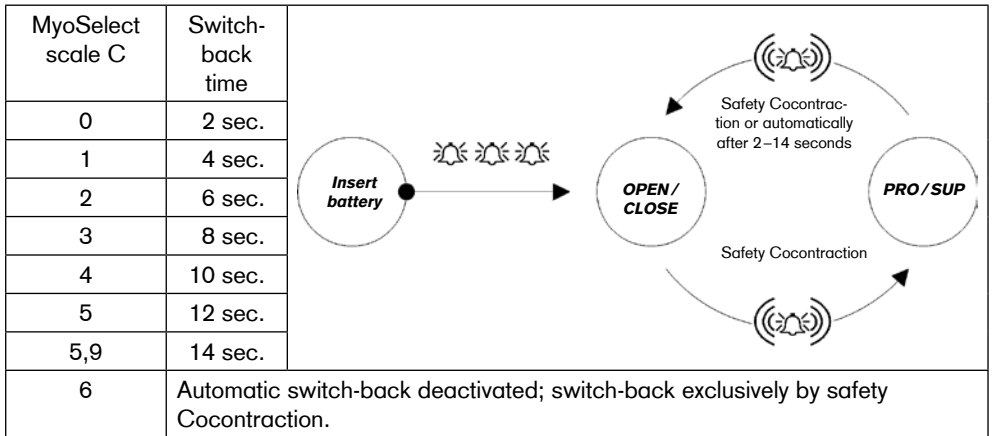 MyoSelect
scale C
Switch-
back
time
0
2 sec.
1
4 sec.
2
6 sec.
3
8 sec.
4
10 sec.
5
12 sec.
5,9
14 sec.
Insert
battery
OPEN/
CLOSE
Safety Cocontrac-
tion or automatically
after 2–14 seconds
PRO/SUP
Safety Cocontraction
6
Automatic switch-back deactivated; switch-back exclusively by safety
Cocontraction.